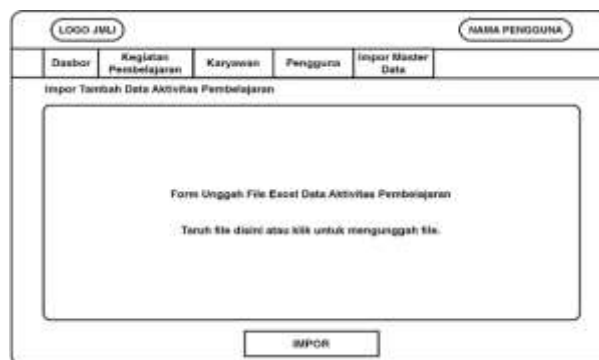 LOGO JMLI
NAMA PENGGUNA
Dasbor
Kegiatan
Pembelajaran
Karyawan
Pengguna
Impor Master
Data
Impor Tambah Data Aktivitas Pembelajaran
Form Unggah File Excel Data Aktivitas Pembelajaran
Taruh file disini atau klik untuk mengunggah file.
IMPOR